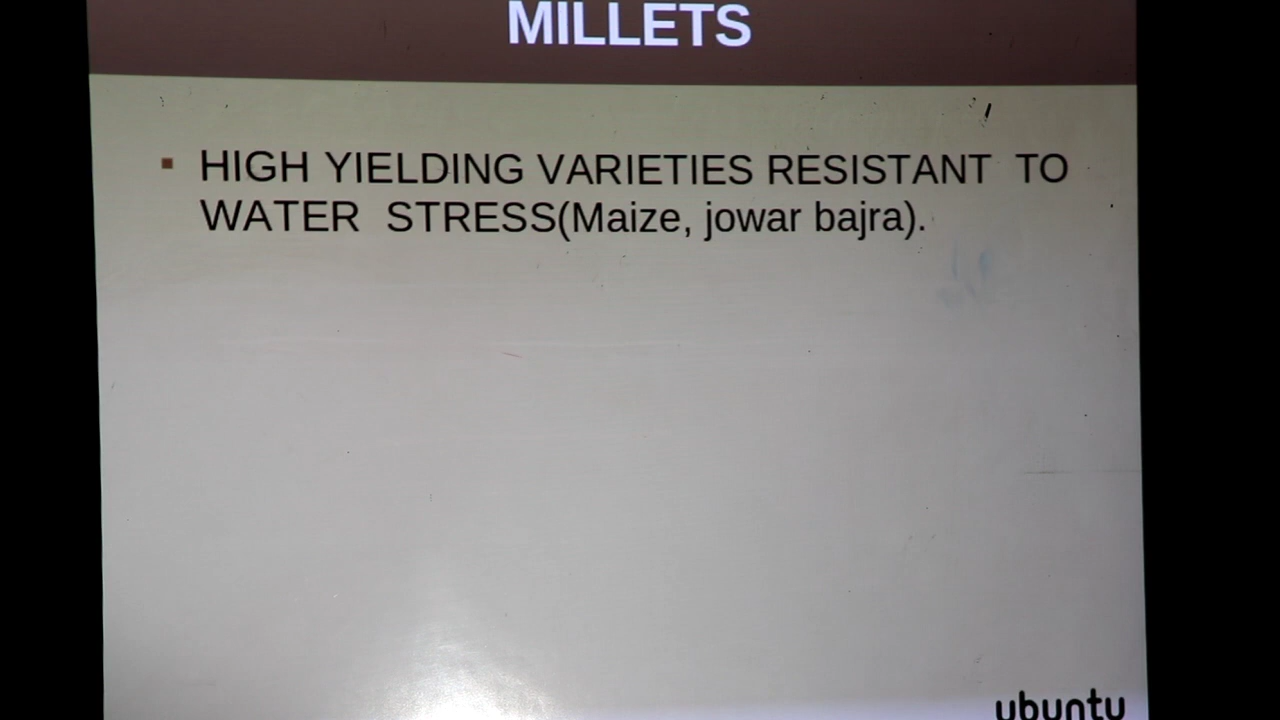 MILLETS
HIGH YIELDING VARIETIES RESISTANT TO
WATER STRESS(Maize, jowar bajra).
ubuntu